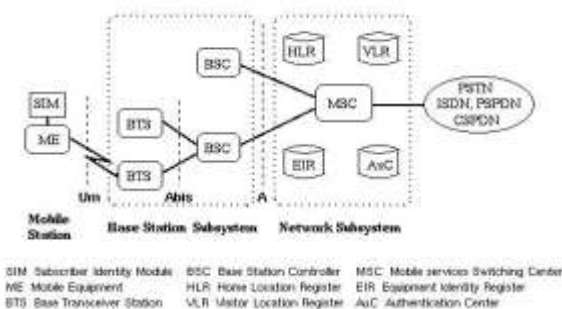 HLR
VLR
BSC
PSTN
ISDN, PSPDN
CSPDN
SIM
MSC
ME
BTS
BSC
BTS
EIR
AuC
Um
Abis
A
Mobile
Station
Base Station Subsystem
Network Subsystem
SIM Subscriber Identity Module BSC Base Station Controller MSC Mobile services Switching Center
ME Mobile Equipment HLR Home Location Register EIR Equipment Identity Register
BTS Base Transceiver Station VLR Visitor Location Register AuC Authentication Center